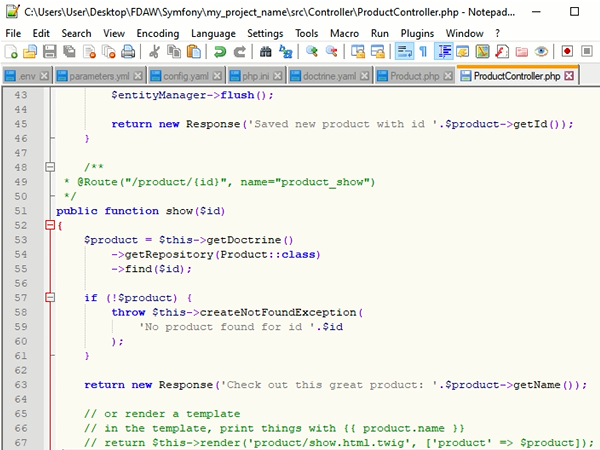 C:\Users\User\Desktop\FDAW\Symfony\my_project_name\src\Controller\ProductController.php - Notepad...
File Edit Search View Encoding Language Settings Tools Macro Run Plugins Window ?
.env parameters.yml config.yaml php.ini doctrine.yaml Product.php ProductController.php
43 $entityManager->flush();
44
45 return new Response('Saved new product with id '.$product->getId());
46 }
47
48 /**
49 * @Route("/product/{id}", name="product_show")
50 */
51 public function show($id)
52 {
53 $product = $this->getDoctrine()
54 ->getRepository(Product::class)
55 ->find($id);
56
57 if (!$product) {
58 throw $this->createNotFoundException(
59 'No product found for id '.$id
60 );
61 }
62
63 return new Response('Check out this great product: '.$product->getName());
64
65 // or render a template
66 // in the template, print things with {{ product.name }}
67 // return $this->render('product/show.html.twig', ['product' => $product]);